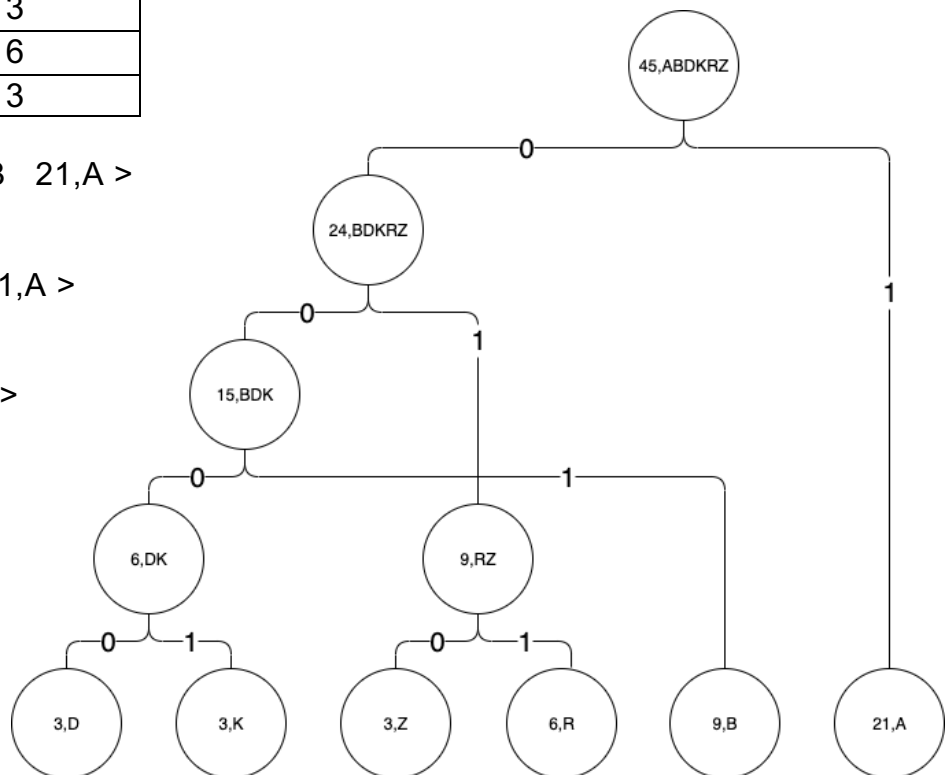 3
6
3
45,ABDKRZ
0
21,A >
24,BDKRZ
1,A >
1
0
1
>
15,BDK
0
1
6,DK
9,RZ
0
1
0
1
3,D
3,K
3,Z
6,R
9,B
21,A